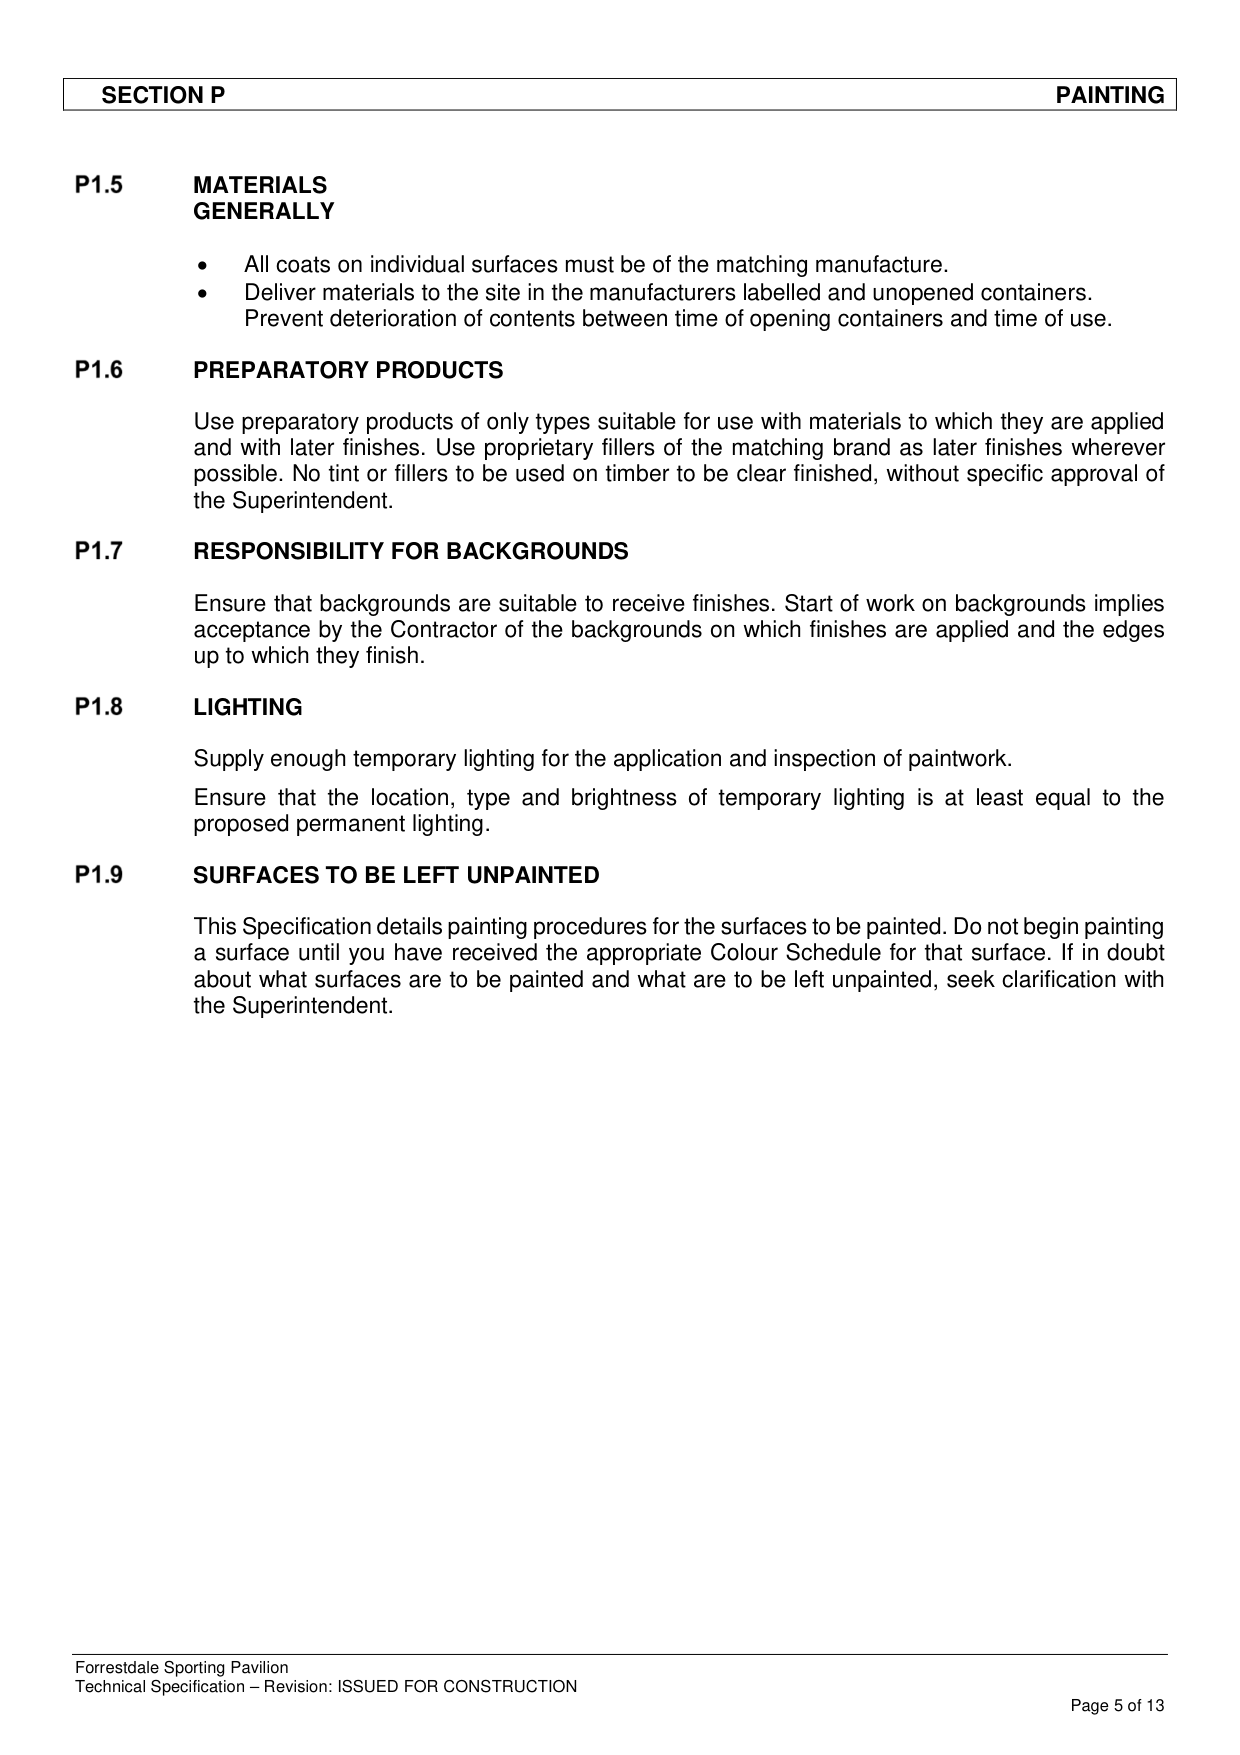 SECTION P PAINTING
P1.5 MATERIALS
GENERALLY
• All coats on individual surfaces must be of the matching manufacture.
• Deliver materials to the site in the manufacturers labelled and unopened containers.
Prevent deterioration of contents between time of opening containers and time of use.
P1.6 PREPARATORY PRODUCTS
Use preparatory products of only types suitable for use with materials to which they are applied
and with later finishes. Use proprietary fillers of the matching brand as later finishes wherever
possible. No tint or fillers to be used on timber to be clear finished, without specific approval of
the Superintendent.
P1.7 RESPONSIBILITY FOR BACKGROUNDS
Ensure that backgrounds are suitable to receive finishes. Start of work on backgrounds implies
acceptance by the Contractor of the backgrounds on which finishes are applied and the edges
up to which they finish.
P1.8 LIGHTING
Supply enough temporary lighting for the application and inspection of paintwork.
Ensure that the location, type and brightness of temporary lighting is at least equal to the
proposed permanent lighting.
P1.9 SURFACES TO BE LEFT UNPAINTED
This Specification details painting procedures for the surfaces to be painted. Do not begin painting
a surface until you have received the appropriate Colour Schedule for that surface. If in doubt
about what surfaces are to be painted and what are to be left unpainted, seek clarification with
the Superintendent.
Forrestdale Sporting Pavilion
Technical Specification – Revision: ISSUED FOR CONSTRUCTION
Page 5 of 13